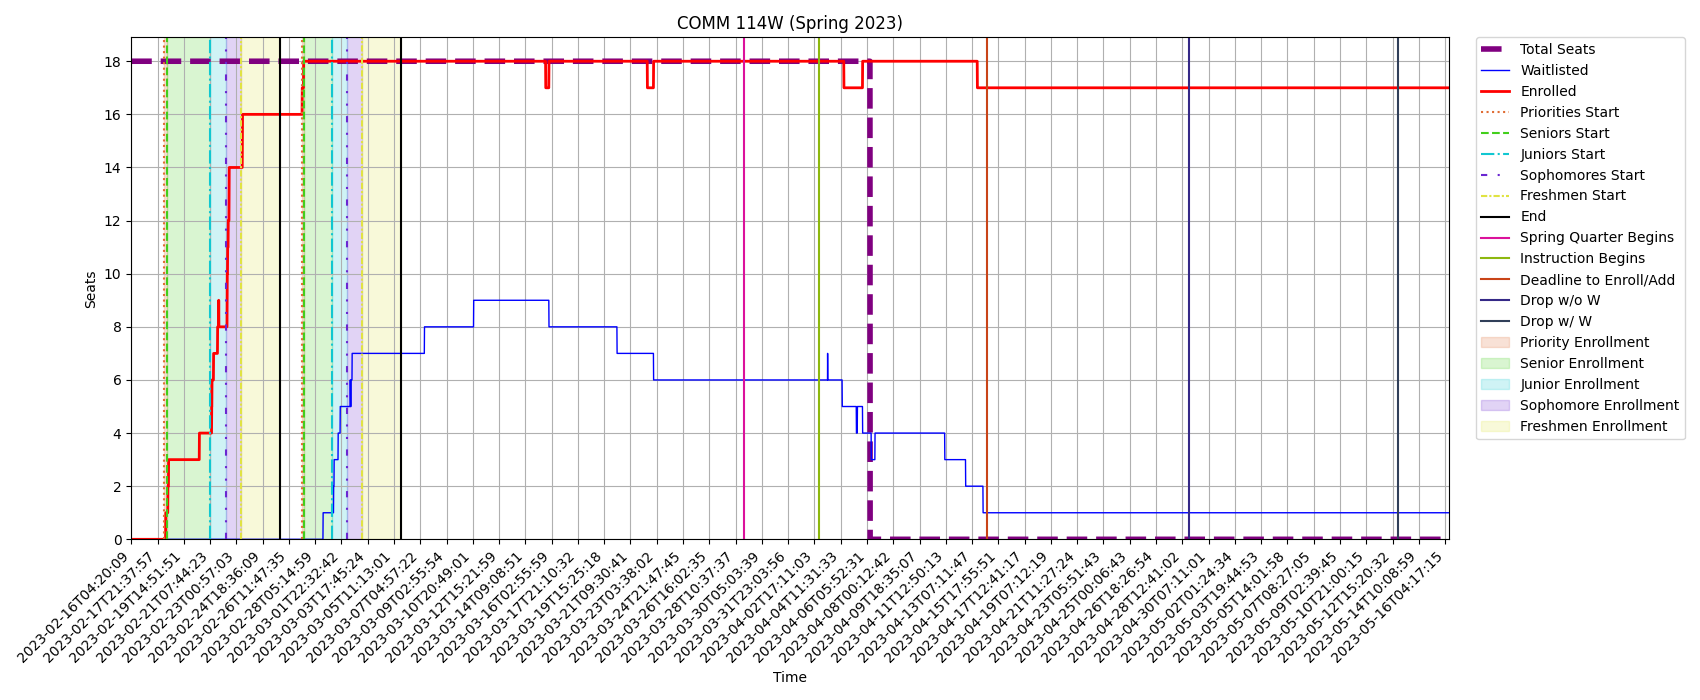 COMM 114W (Spring 2023)
Seats
18
16
14
12
10
8
6
4
2
0
2023-02-16T04:20:09
2023-02-17T21:37:57
2023-02-19T14:51:51
2023-02-21T07:44:23
2023-02-23T00:57:03
2023-02-24T18:36:09
2023-02-26T11:47:35
2023-02-28T05:14:59
2023-03-01T22:32:42
2023-03-03T17:45:24
2023-03-05T11:13:01
2023-03-07T04:57:22
2023-03-09T02:55:54
2023-03-10T20:49:01
2023-03-12T15:21:59
2023-03-14T09:08:51
2023-03-16T02:55:59
2023-03-17T21:10:32
2023-03-19T15:25:18
2023-03-21T09:30:41
2023-03-23T03:38:02
2023-03-24T21:47:45
2023-03-26T16:02:35
2023-03-28T10:37:37
2023-03-30T05:03:39
2023-03-31T23:03:56
2023-04-02T17:11:03
2023-04-04T11:31:33
2023-04-06T05:52:31
2023-04-08T00:12:42
2023-04-09T18:35:07
2023-04-11T12:50:13
2023-04-13T07:11:47
2023-04-15T17:55:51
2023-04-17T12:41:17
2023-04-19T07:12:19
2023-04-21T11:27:24
2023-04-23T05:51:43
2023-04-25T00:06:43
2023-04-26T18:26:54
2023-04-28T12:41:02
2023-04-30T07:11:01
2023-05-02T01:24:34
2023-05-03T19:44:53
2023-05-05T14:01:58
2023-05-07T08:27:05
2023-05-09T02:39:45
2023-05-10T21:00:15
2023-05-12T15:20:32
2023-05-14T10:08:59
2023-05-16T04:17:15
Time
Total Seats
Waitlisted
Enrolled
Priorities Start
Seniors Start
Juniors Start
Sophomores Start
Freshmen Start
End
Spring Quarter Begins
Instruction Begins
Deadline to Enroll/Add
Drop w/o W
Drop w/ W
Priority Enrollment
Senior Enrollment
Junior Enrollment
Sophomore Enrollment
Freshmen Enrollment